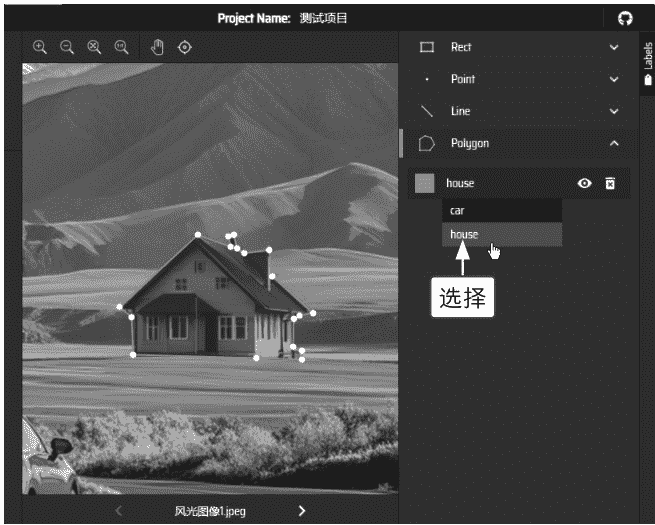 Project Name: 测试项目
Rect
Point
Line
Polygon
Labels
house
car
house
选择
风光图像1.jpeg